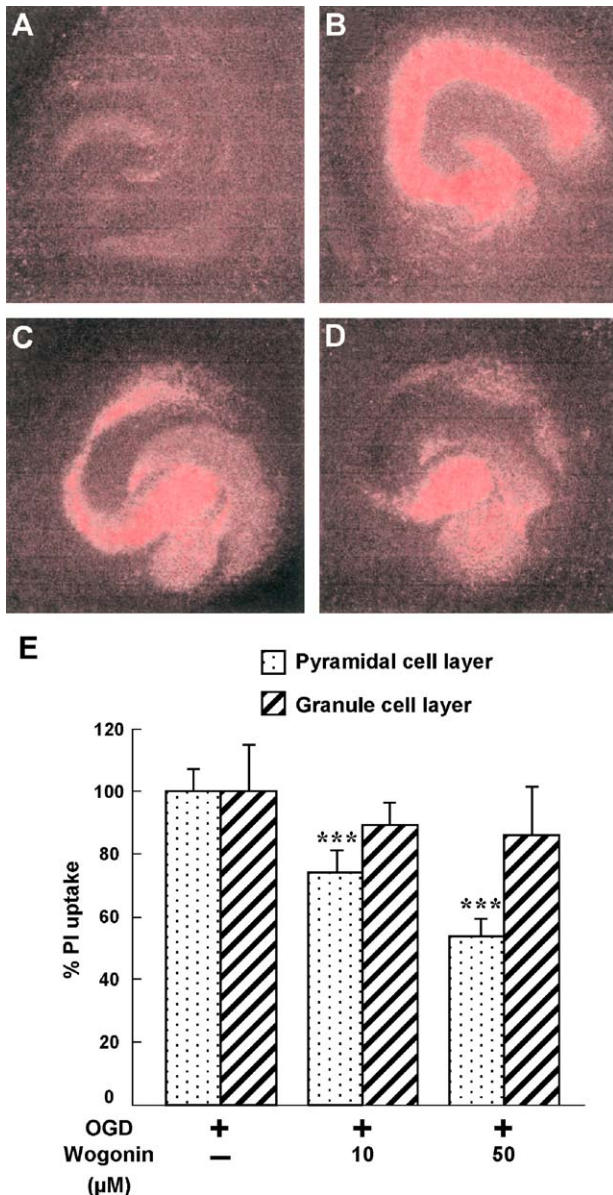 A
B
C
D
E
Pyramidal cell layer
Granule cell layer
120
100
80
60
40
20
0
% PI uptake
***
***
OGD + + +
Wogonin − 10 50
(μM)